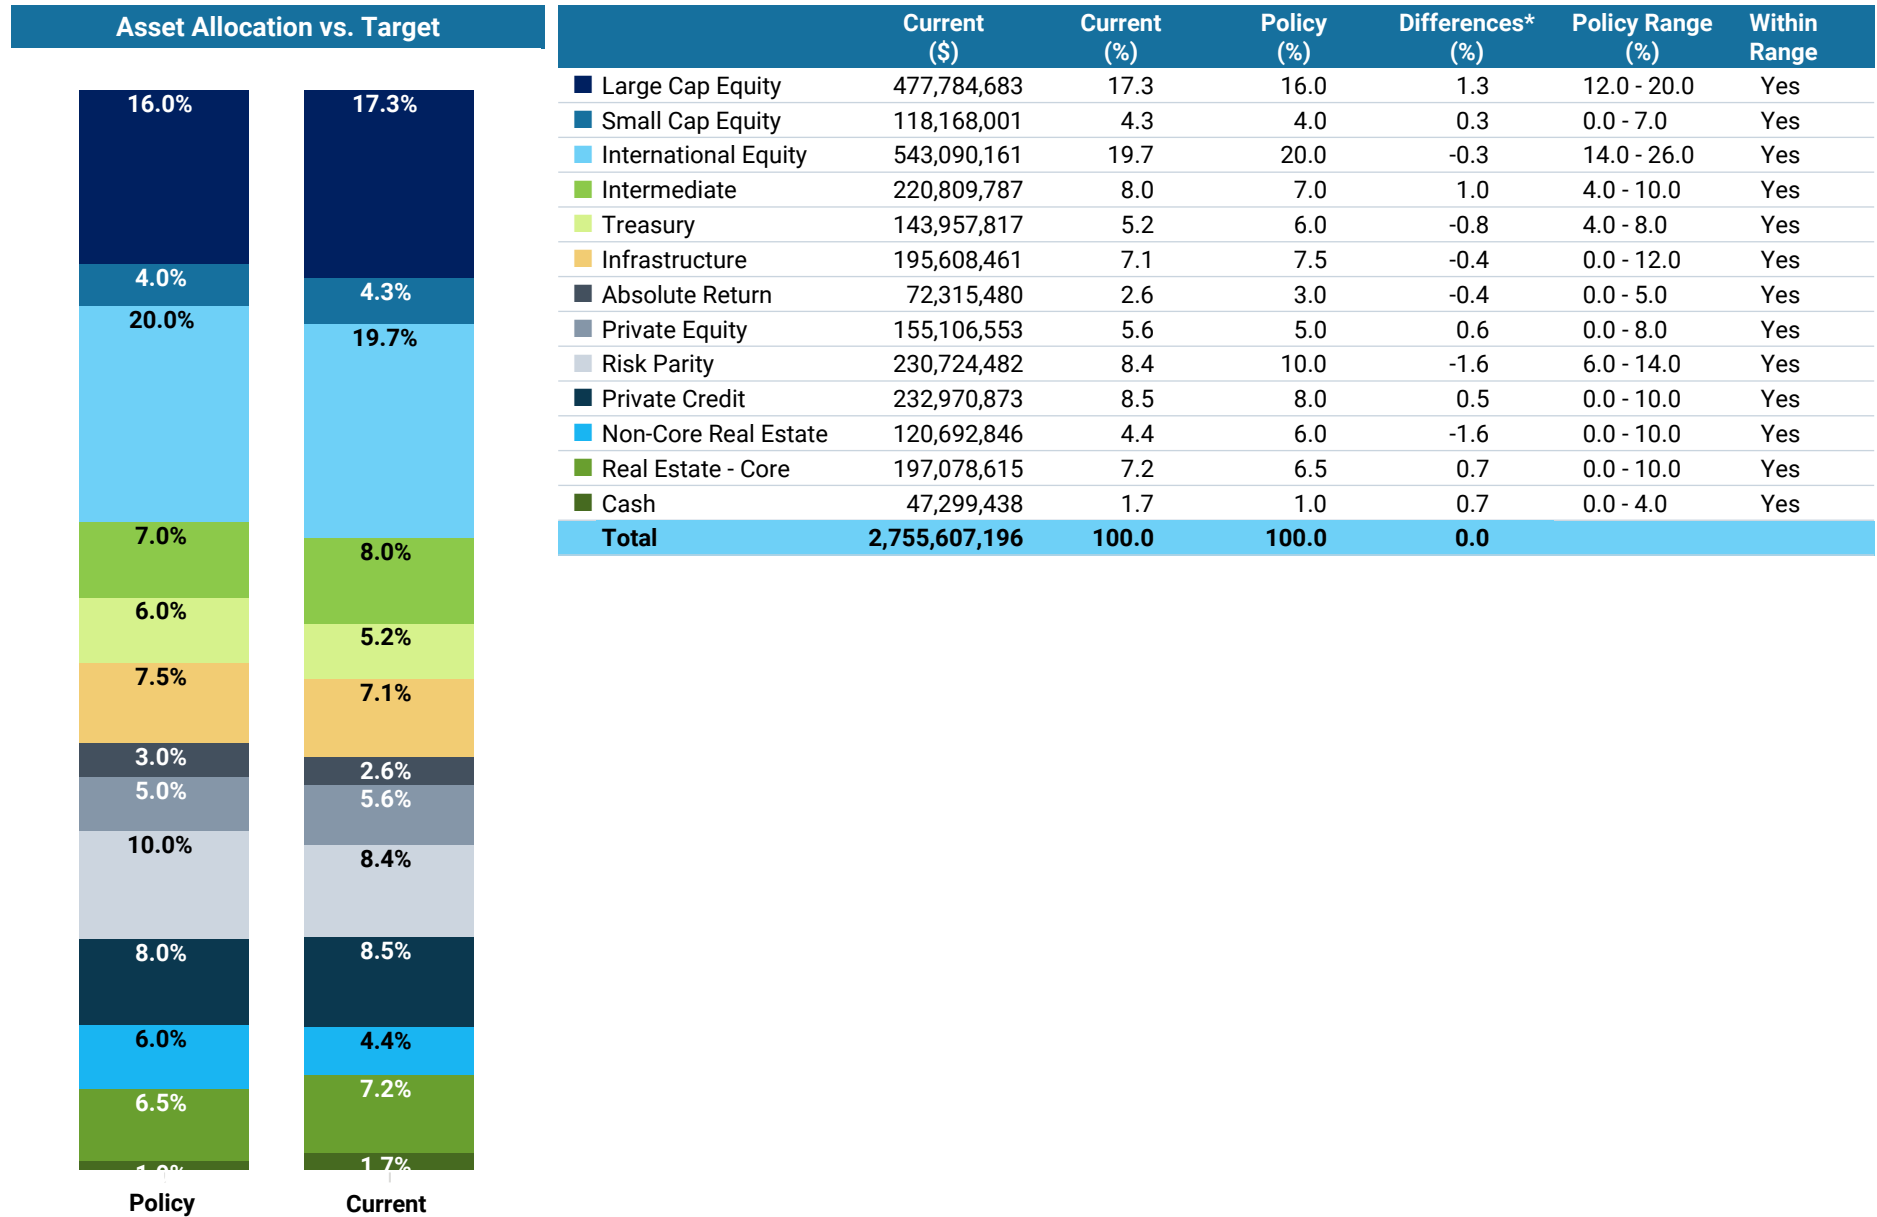 Asset Allocation vs. Target
16.0%
4.0%
20.0%
7.0%
6.0%
7.5%
3.0%
5.0%
10.0%
8.0%
6.0%
6.5%
1.0%
Policy
17.3%
4.3%
19.7%
8.0%
5.2%
7.1%
2.6%
5.6%
8.4%
8.5%
4.4%
7.2%
1.7%
Current
Current ($) Current (%) Policy (%) Differences* (%) Policy Range (%) Within Range
Large Cap Equity 477,784,683 17.3 16.0 1.3 12.0 - 20.0 Yes
Small Cap Equity 118,168,001 4.3 4.0 0.3 0.0 - 7.0 Yes
International Equity 543,090,161 19.7 20.0 -0.3 14.0 - 26.0 Yes
Intermediate 220,809,787 8.0 7.0 1.0 4.0 - 10.0 Yes
Treasury 143,957,817 5.2 6.0 -0.8 4.0 - 8.0 Yes
Infrastructure 195,608,461 7.1 7.5 -0.4 0.0 - 12.0 Yes
Absolute Return 72,315,480 2.6 3.0 -0.4 0.0 - 5.0 Yes
Private Equity 155,106,553 5.6 5.0 0.6 0.0 - 8.0 Yes
Risk Parity 230,724,482 8.4 10.0 -1.6 6.0 - 14.0 Yes
Private Credit 232,970,873 8.5 8.0 0.5 0.0 - 10.0 Yes
Non-Core Real Estate 120,692,846 4.4 6.0 -1.6 0.0 - 10.0 Yes
Real Estate - Core 197,078,615 7.2 6.5 0.7 0.0 - 10.0 Yes
Cash 47,299,438 1.7 1.0 0.7 0.0 - 4.0 Yes
Total 2,755,607,196 100.0 100.0 0.0